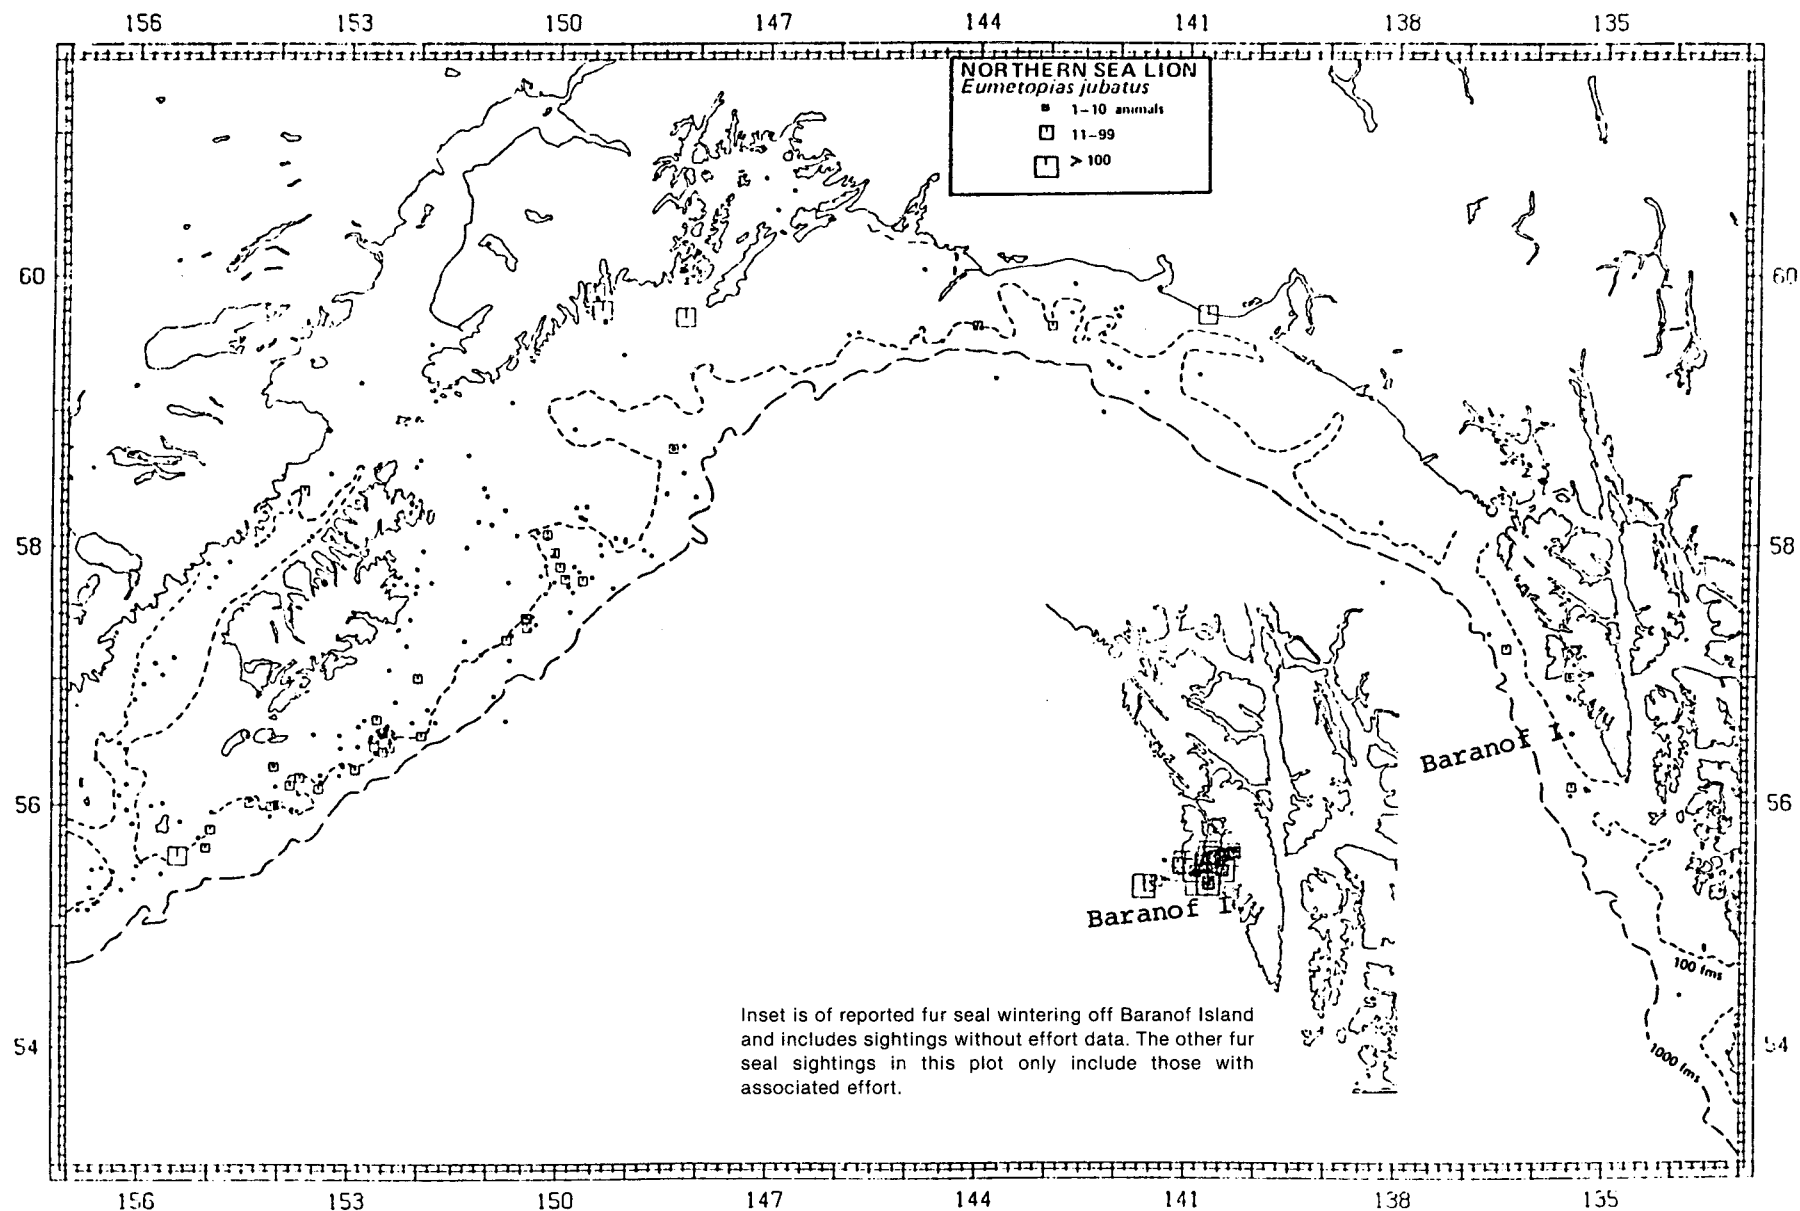 156 153 150 147 144 141 138 135
NORTHERN SEA LION
Eumetopias jubatus
1-10 animals
11-99
> 100
60 60
58 58
Baranof I.
56 56
Baranof I
100 fms
Inset is of reported fur seal wintering off Baranof Island
and includes sightings without effort data. The other fur
seal sightings in this plot only include those with
associated effort.
54 54
1000 fms
156 153 150 147 144 141 138 135